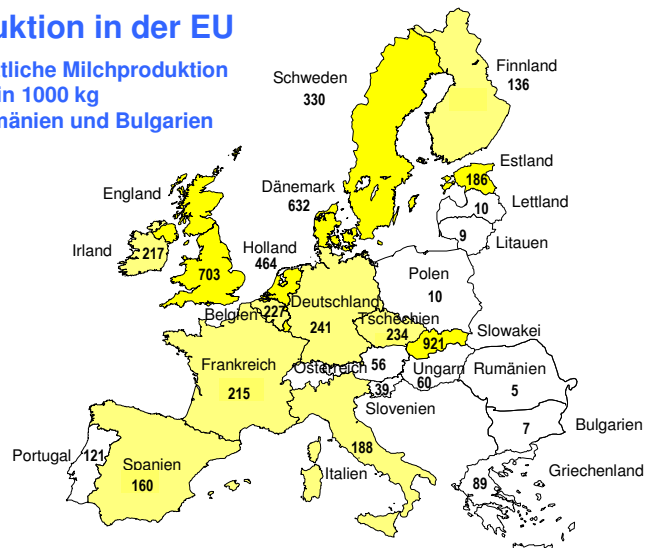 uktion in der EU
tliche Milchproduktion
in 1000 kg
mänien und Bulgarien
Schweden
330
Finnland
136
Estland
186
Lettland
10
9
Litauen
England
703
Dänemark
632
Irland
217
Holland
464
Polen
10
Belgien
227
Deutschland
241
Tschechien
234
Slowakei
921
Frankreich
215
Österreich
56
Ungarn
60
Rumänien
5
39
Slovenien
7
Bulgarien
Portugal
121
Spanien
160
188
Italien
89
Griechenland